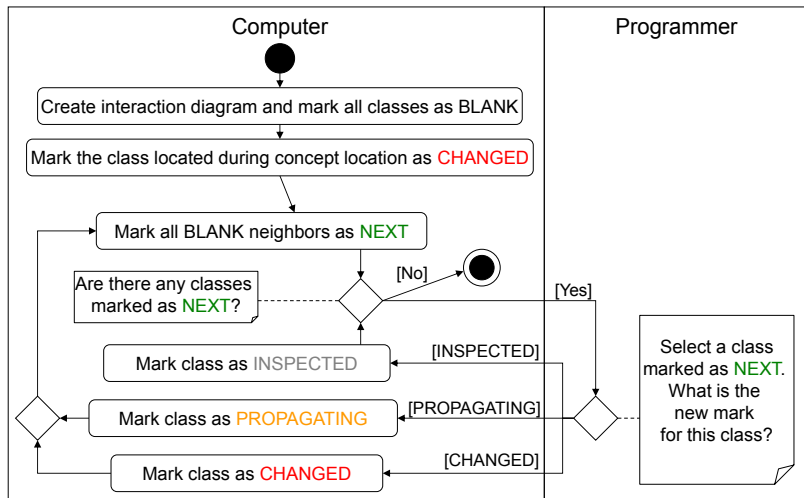 Computer
Programmer
Create interaction diagram and mark all classes as BLANK
Mark the class located during concept location as CHANGED
Mark all BLANK neighbors as NEXT
Are there any classes
marked as NEXT?
[No]
[Yes]
Mark class as INSPECTED
[INSPECTED]
Mark class as PROPAGATING
[PROPAGATING]
Mark class as CHANGED
[CHANGED]
Select a class
marked as NEXT.
What is the
new mark
for this class?